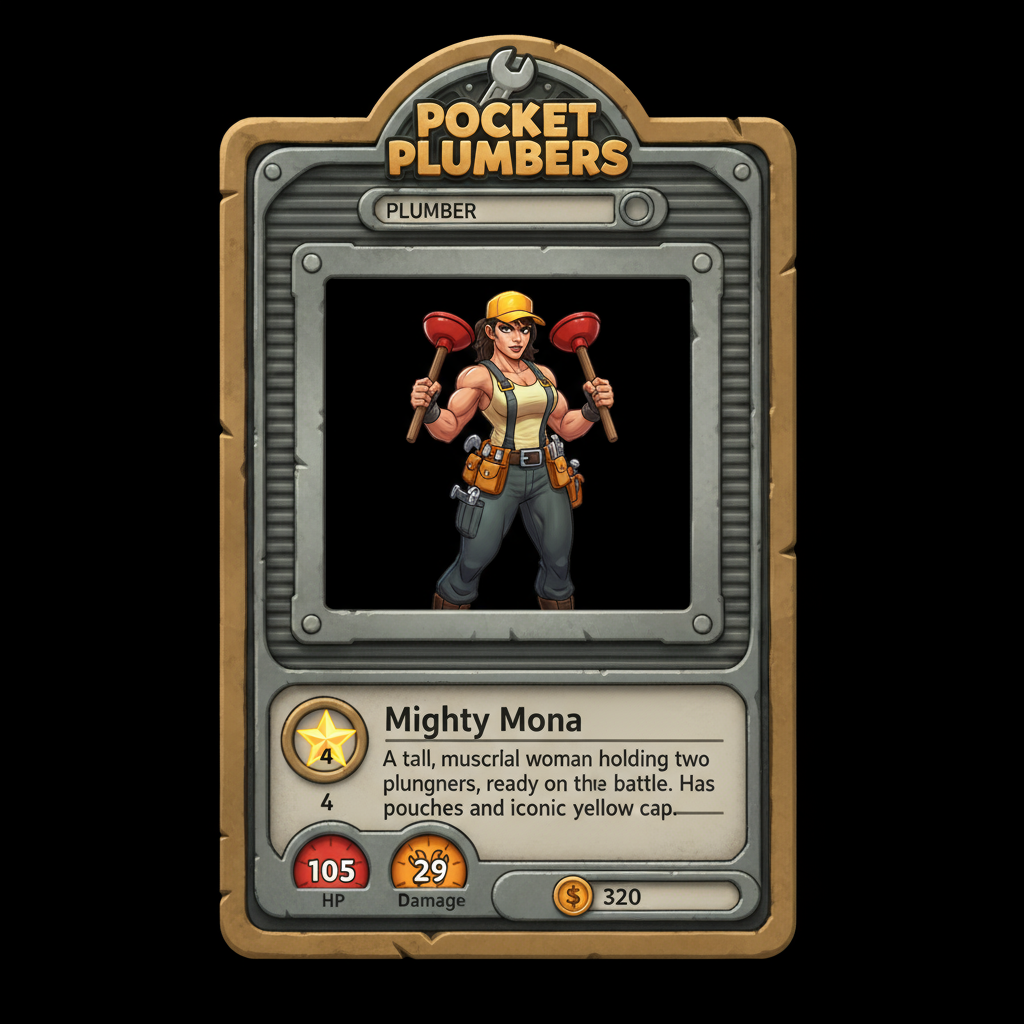 POCKET
PLUMBERS
PLUMBER
Mighty Mona
4
A tall, muscrlal woman holding two
plungners, ready on the battle. Has
pouches and iconic yellow cap.
4
105
HP
29
Damage
320